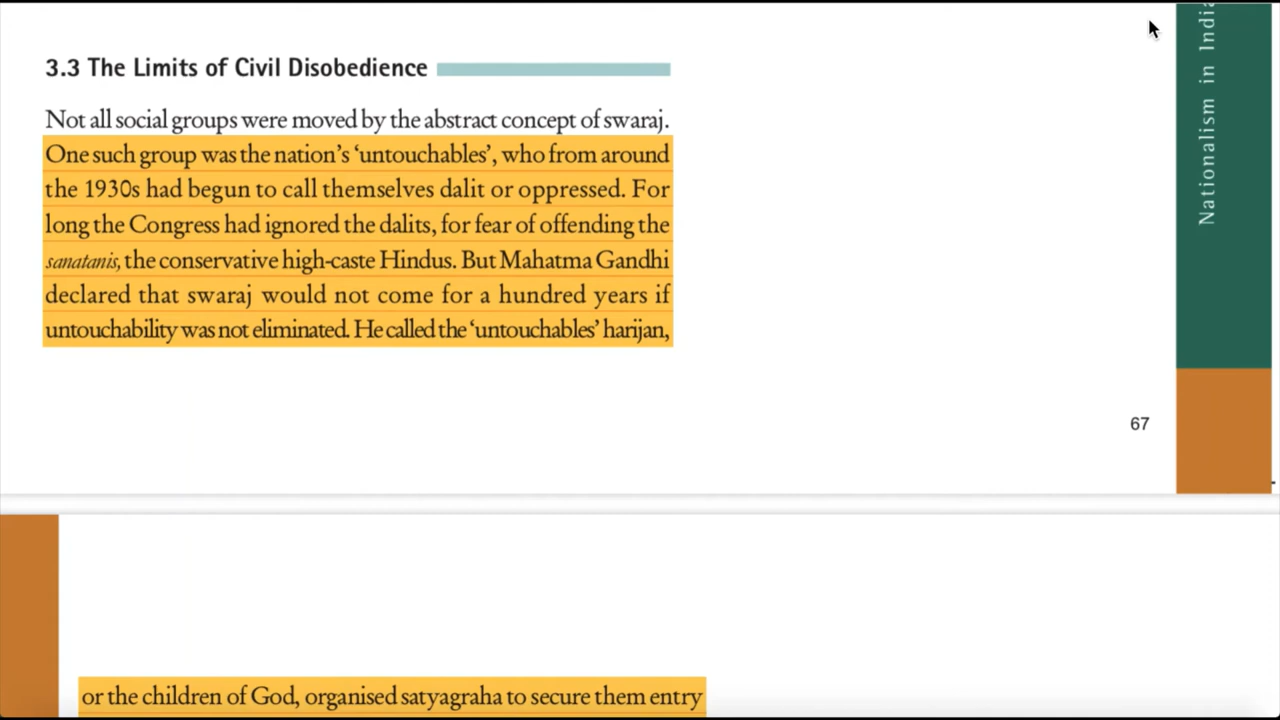 3.3 The Limits of Civil Disobedience
Not all social groups were moved by the abstract concept of swaraj.
One such group was the nation's 'untouchables', who from around
the 1930s had begun to call themselves dalit or oppressed. For
long the Congress had ignored the dalits, for fear of offending the
sanatanis, the conservative high-caste Hindus. But Mahatma Gandhi
declared that swaraj would not come for a hundred years if
untouchability was not eliminated. He called the 'untouchables' harijan,
Nationalism in India
67
or the children of God, organised satyagraha to secure them entry